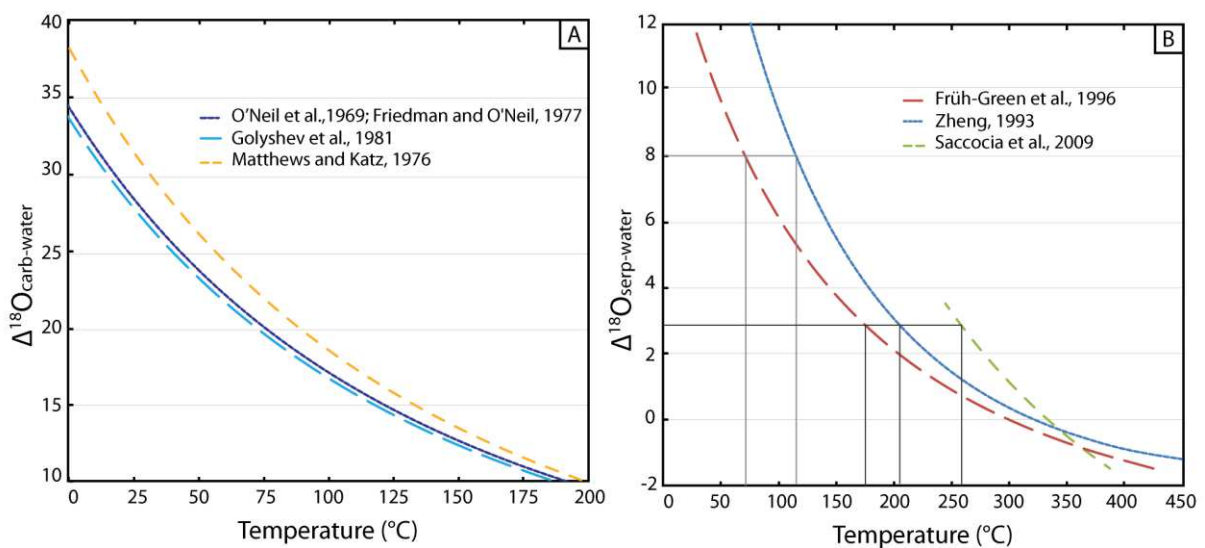 A
40
35
30
25
20
15
10
Δ¹⁸Ocarb-water
O'Neil et al.,1969; Friedman and O'Neil, 1977
Golyshev et al., 1981
Matthews and Katz, 1976
0 25 50 75 100 125 150 175 200
Temperature (°C)
B
12
10
8
6
4
2
0
-2
Δ¹⁸Oserp-water
Früh-Green et al., 1996
Zheng, 1993
Saccocia et al., 2009
0 50 100 150 200 250 300 350 400 450
Temperature (°C)